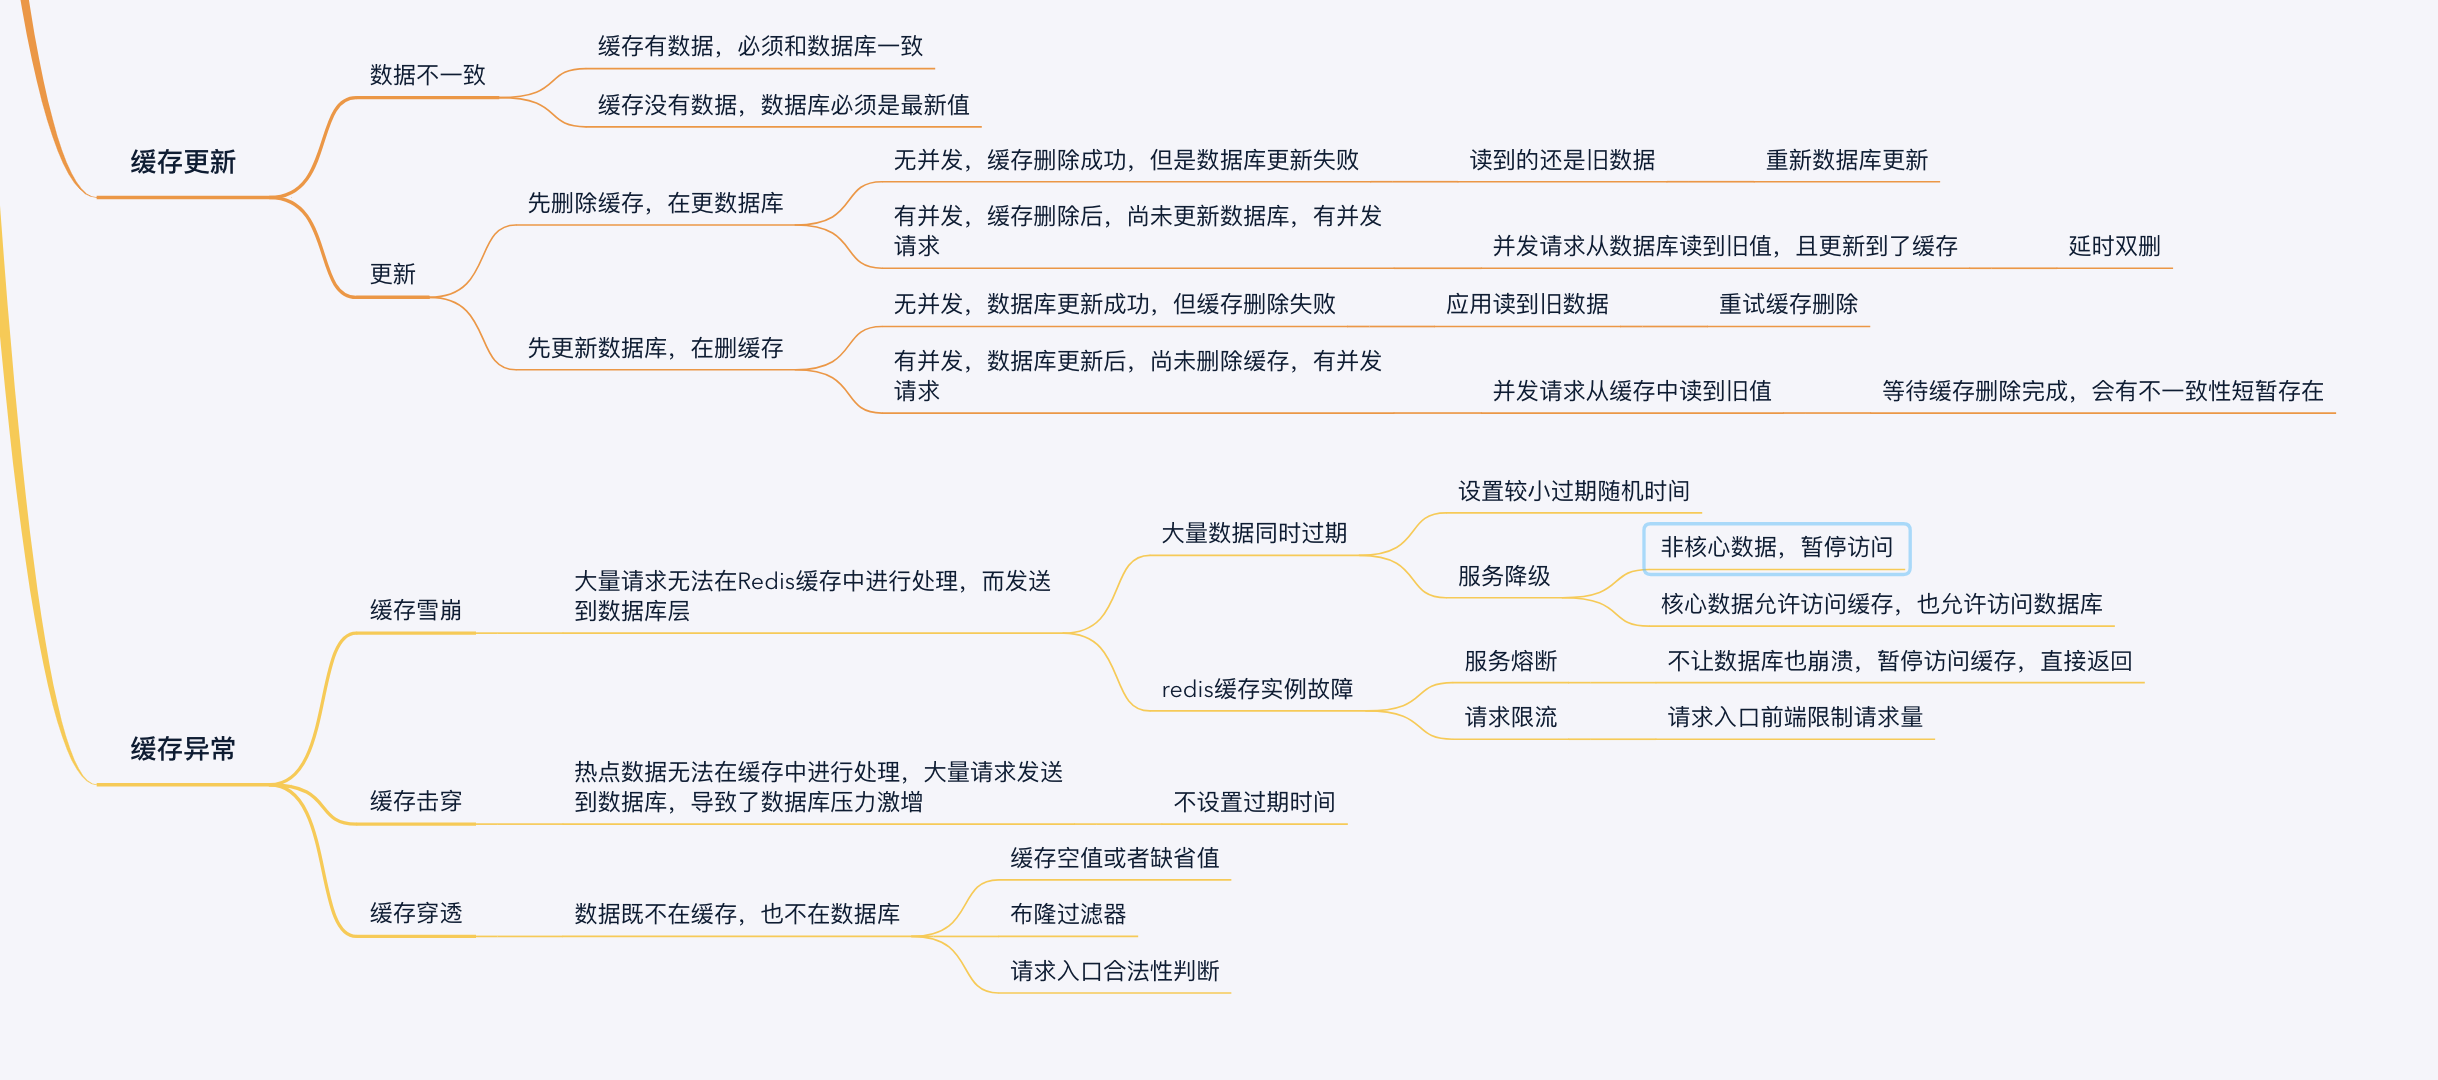 缓存更新
数据不一致
缓存有数据，必须和数据库一致
缓存没有数据，数据库必须是最新值
更新
先删除缓存，在更数据库
无并发，缓存删除成功，但是数据库更新失败
读到的还是旧数据
重新数据库更新
有并发，缓存删除后，尚未更新数据库，有并发
请求
并发请求从数据库读到旧值，且更新到了缓存
延时双删
先更新数据库，在删缓存
无并发，数据库更新成功，但缓存删除失败
应用读到旧数据
重试缓存删除
有并发，数据库更新后，尚未删除缓存，有并发
请求
并发请求从缓存中读到旧值
等待缓存删除完成，会有不一致性短暂存在
缓存异常
缓存雪崩
大量请求无法在Redis缓存中进行处理，而发送
到数据库层
大量数据同时过期
设置较小过期随机时间
服务降级
非核心数据，暂停访问
核心数据允许访问缓存，也允许访问数据库
redis缓存实例故障
服务熔断
不让数据库也崩溃，暂停访问缓存，直接返回
请求限流
请求入口前端限制请求量
缓存击穿
热点数据无法在缓存中进行处理，大量请求发送
到数据库，导致了数据库压力激增
不设置过期时间
缓存穿透
数据既不在缓存，也不在数据库
缓存空值或者缺省值
布隆过滤器
请求入口合法性判断